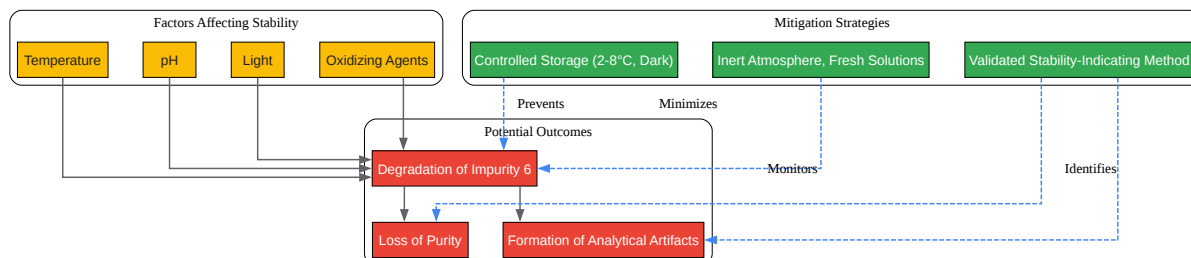 Factors Affecting Stability
Mitigation Strategies
Temperature
pH
Light
Oxidizing Agents
Controlled Storage (2-8°C, Dark)
Inert Atmosphere, Fresh Solutions
Validated Stability-Indicating Method
Prevents
Minimizes
Potential Outcomes
Degradation of Impurity 6
Monitors
Identifies
Loss of Purity
Formation of Analytical Artifacts